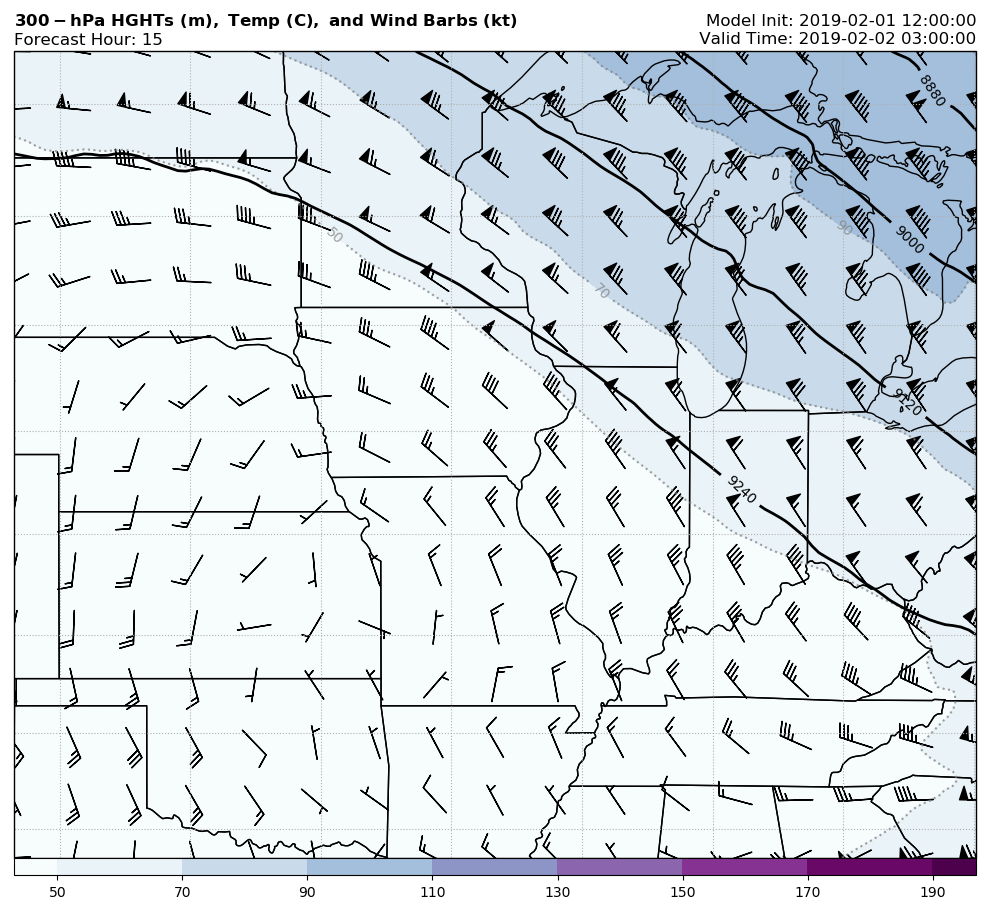 300 − hPa HGHTs (m), Temp (C), and Wind Barbs (kt)
Model Init: 2019-02-01 12:00:00
Forecast Hour: 15
Valid Time: 2019-02-02 03:00:00
8880
90
9000
50
70
9120
9240
50 70 90 110 130 150 170 190